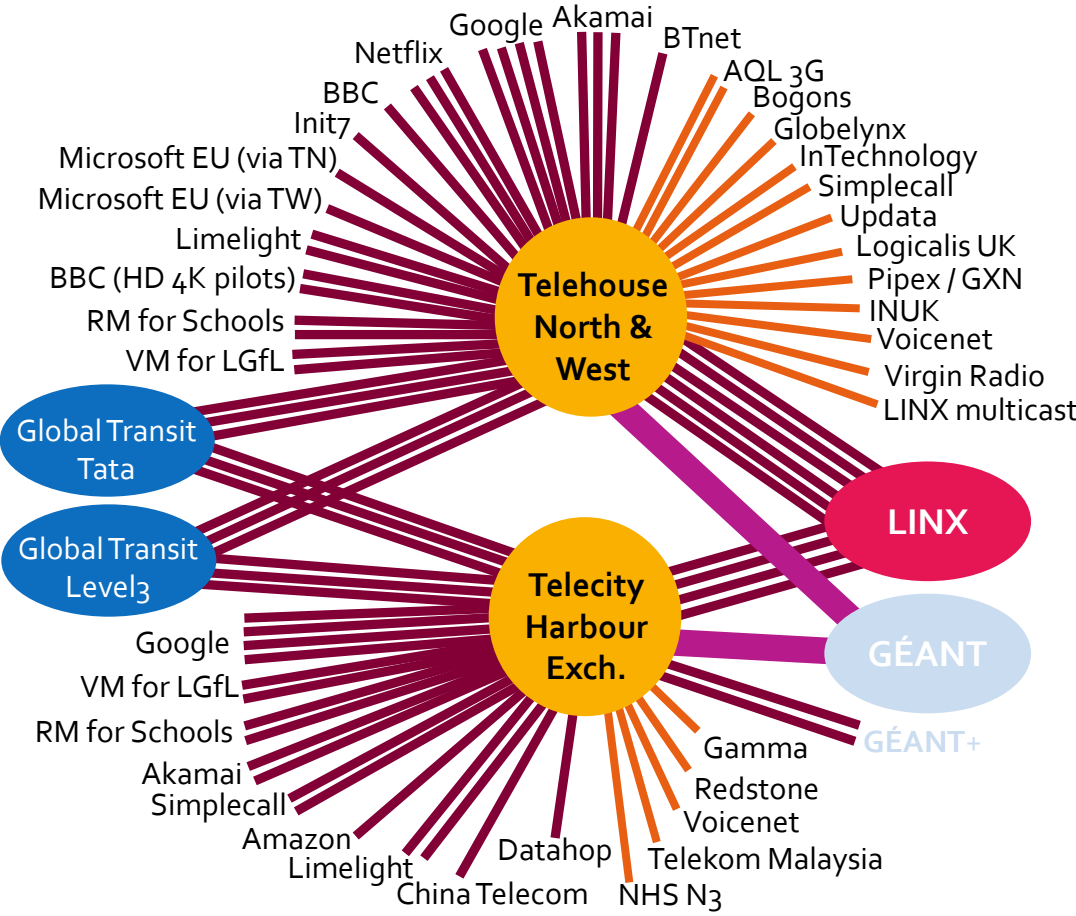 Akamai
Google
BTnet
Netflix
AQL 3G
BBC
Bogons
Init7
Globelynx
Microsoft EU (via TN)
InTechnology
Simplecall
Microsoft EU (via TW)
Updata
Limelight
Logicalis UK
BBC (HD 4K pilots)
Pipex / GXN
Telehouse
North &
West
RM for Schools
INUK
Voicenet
VM for LGfL
Virgin Radio
LINX multicast
Global Transit
Tata
LINX
Global Transit
Level3
Telecity
Harbour
Exch.
Google
GÉANT
VM for LGfL
RM for Schools
GÉANT+
Gamma
Akamai
Redstone
Simplecall
Voicenet
Amazon
Datahop
Telekom Malaysia
Limelight
China Telecom
NHS N3